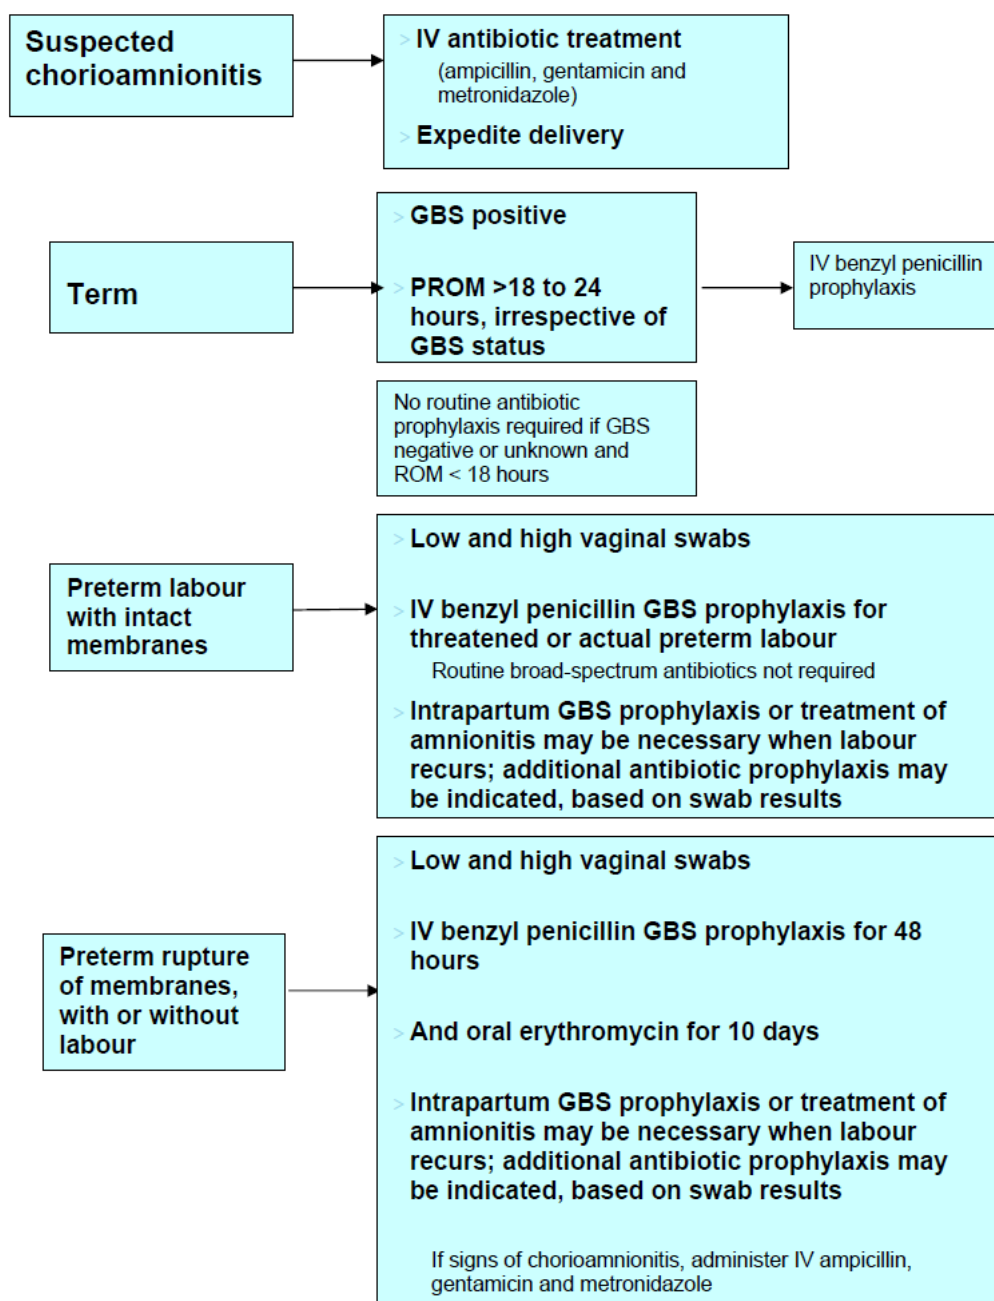 Suspected
chorioamnionitis
> IV antibiotic treatment
(ampicillin, gentamicin and
metronidazole)
> Expedite delivery
Term
> GBS positive
> PROM >18 to 24
hours, irrespective of
GBS status
IV benzyl penicillin
prophylaxis
No routine antibiotic
prophylaxis required if GBS
negative or unknown and
ROM < 18 hours
Preterm labour
with intact
membranes
> Low and high vaginal swabs
> IV benzyl penicillin GBS prophylaxis for
threatened or actual preterm labour
Routine broad-spectrum antibiotics not required
> Intrapartum GBS prophylaxis or treatment of
amnionitis may be necessary when labour
recurs; additional antibiotic prophylaxis may
be indicated, based on swab results
Preterm rupture
of membranes,
with or without
labour
> Low and high vaginal swabs
> IV benzyl penicillin GBS prophylaxis for 48
hours
> And oral erythromycin for 10 days
> Intrapartum GBS prophylaxis or treatment of
amnionitis may be necessary when labour
recurs; additional antibiotic prophylaxis may
be indicated, based on swab results
If signs of chorioamnionitis, administer IV ampicillin,
gentamicin and metronidazole